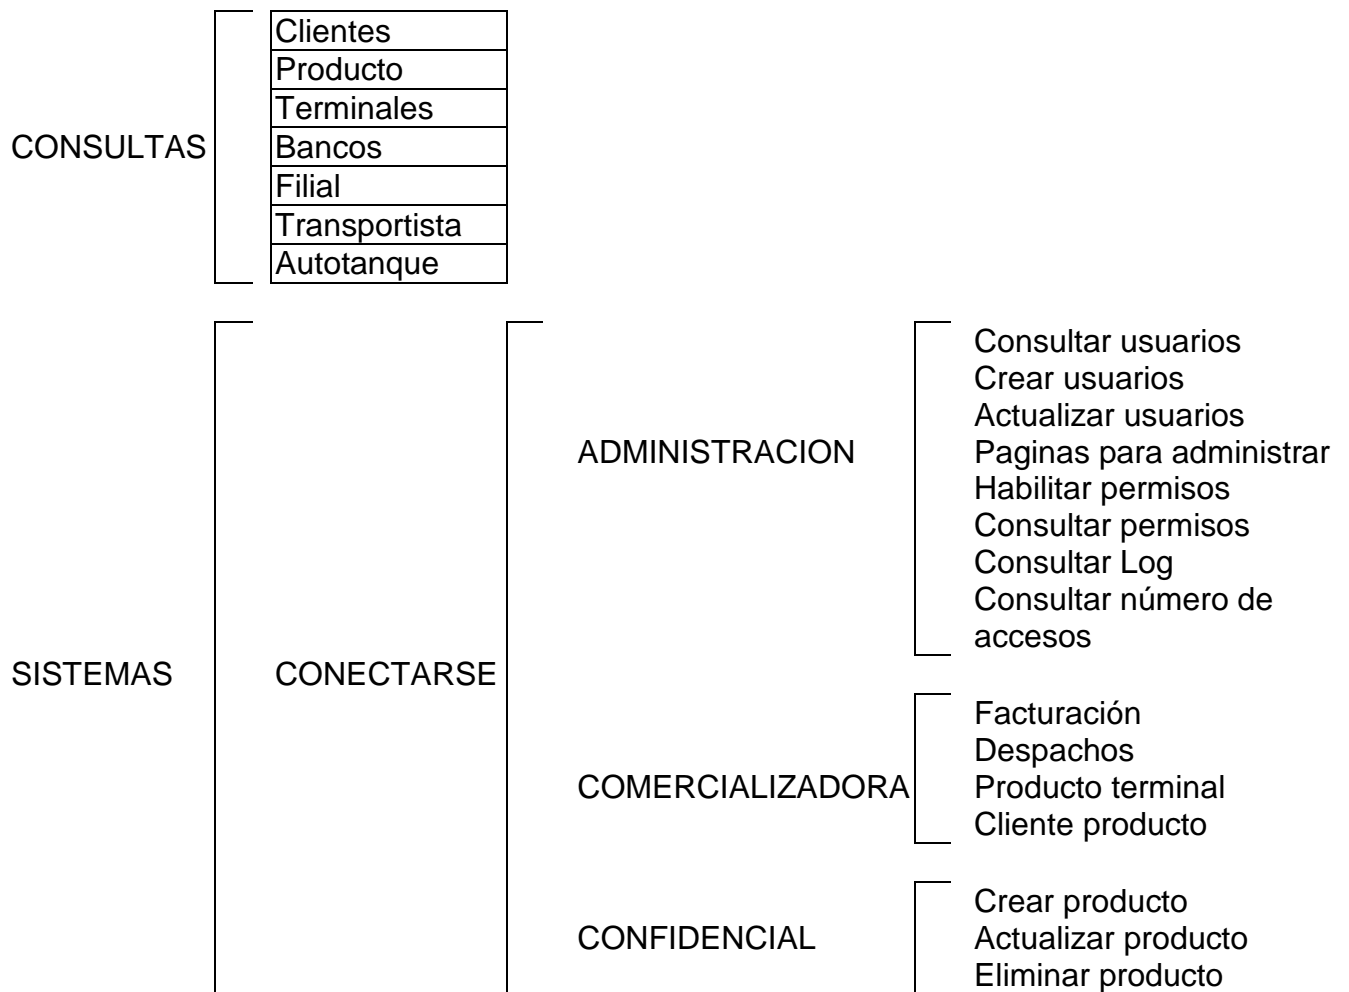 CONSULTAS
Clientes
Producto
Terminales
Bancos
Filial
Transportista
Autotanque
SISTEMAS
CONECTARSE
ADMINISTRACION
Consultar usuarios
Crear usuarios
Actualizar usuarios
Paginas para administrar
Habilitar permisos
Consultar permisos
Consultar Log
Consultar número de
accesos
COMERCIALIZADORA
Facturación
Despachos
Producto terminal
Cliente producto
CONFIDENCIAL
Crear producto
Actualizar producto
Eliminar producto